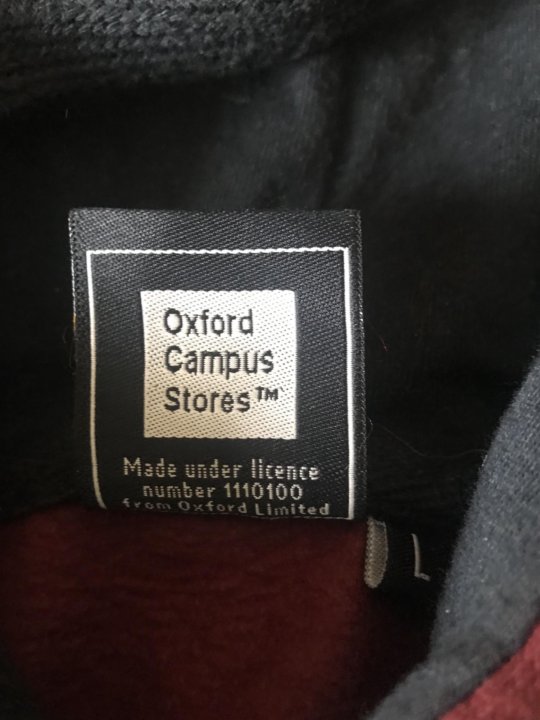 Oxford
Campus
Stores™
Made under licence
number 1110100
from Oxford Limited
L